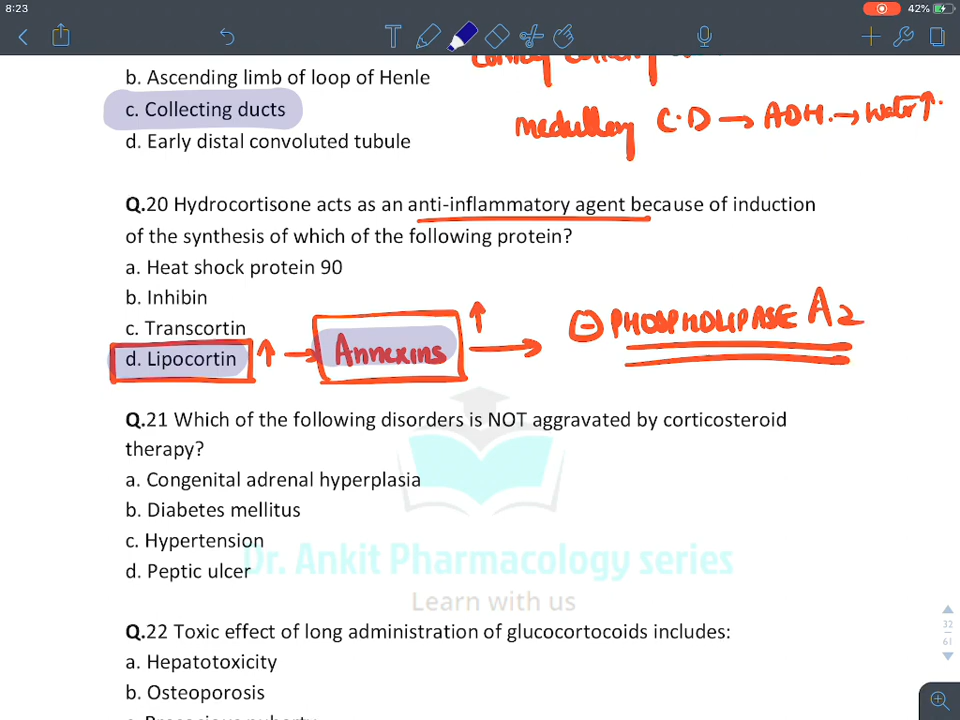 8:23
42%
b. Ascending limb of loop of Henle
c. Collecting ducts
medullary C.D → ADH. → Water ↑
d. Early distal convoluted tubule
Q.20 Hydrocortisone acts as an anti-inflammatory agent because of induction
of the synthesis of which of the following protein?
a. Heat shock protein 90
b. Inhibin
c. Transcortin
d. Lipocortin ↑ → ANNEXINS ↑ → ⊖ PHOSPHOLIPASE A2
Q.21 Which of the following disorders is NOT aggravated by corticosteroid
therapy?
a. Congenital adrenal hyperplasia
b. Diabetes mellitus
c. Hypertension
Dr. Ankit Pharmacology series
d. Peptic ulcer
Learn with us
Q.22 Toxic effect of long administration of glucocortocoids includes:
a. Hepatotoxicity
b. Osteoporosis
32
61